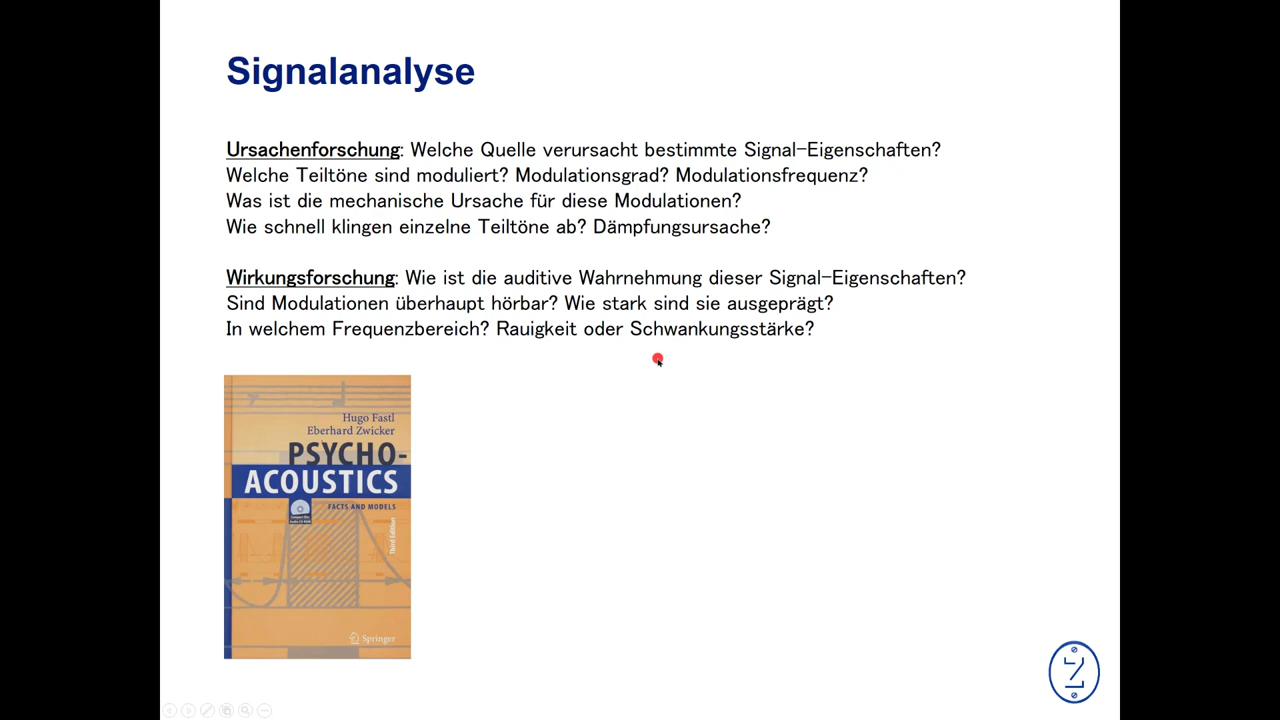 Signalanalyse
Ursachenforschung: Welche Quelle verursacht bestimmte Signal-Eigenschaften?
Welche Teiltöne sind moduliert? Modulationsgrad? Modulationsfrequenz?
Was ist die mechanische Ursache für diese Modulationen?
Wie schnell klingen einzelne Teiltöne ab? Dämpfungsursache?
Wirkungsforschung: Wie ist die auditive Wahrnehmung dieser Signal-Eigenschaften?
Sind Modulationen überhaupt hörbar? Wie stark sind sie ausgeprägt?
In welchem Frequenzbereich? Rauigkeit oder Schwankungsstärke?
Hugo Fastl
Eberhard Zwicker
PSYCHO-
ACOUSTICS
FACTS AND MODELS
Third Edition
Springer